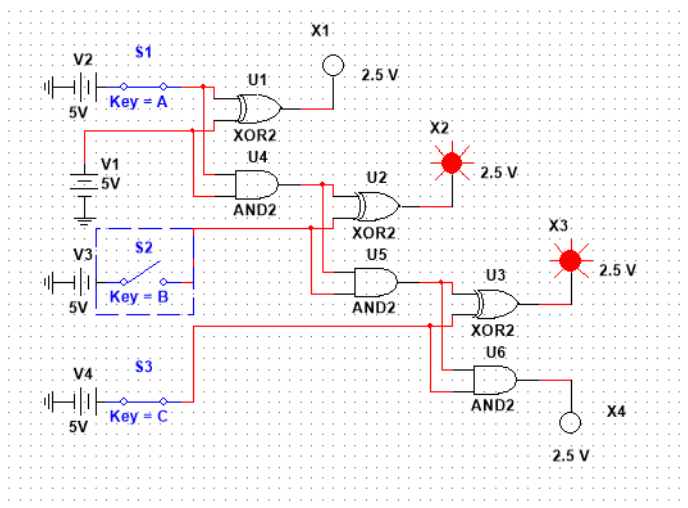 X1
S1
V2
2.5 V
U1
Key = A
5V
XOR2
X2
V1
U4
5V
U2
2.5 V
AND2
X3
XOR2
S2
V3
U5
2.5 V
U3
Key = B
5V
AND2
XOR2
U6
S3
V4
AND2
X4
Key = C
5V
2.5 V